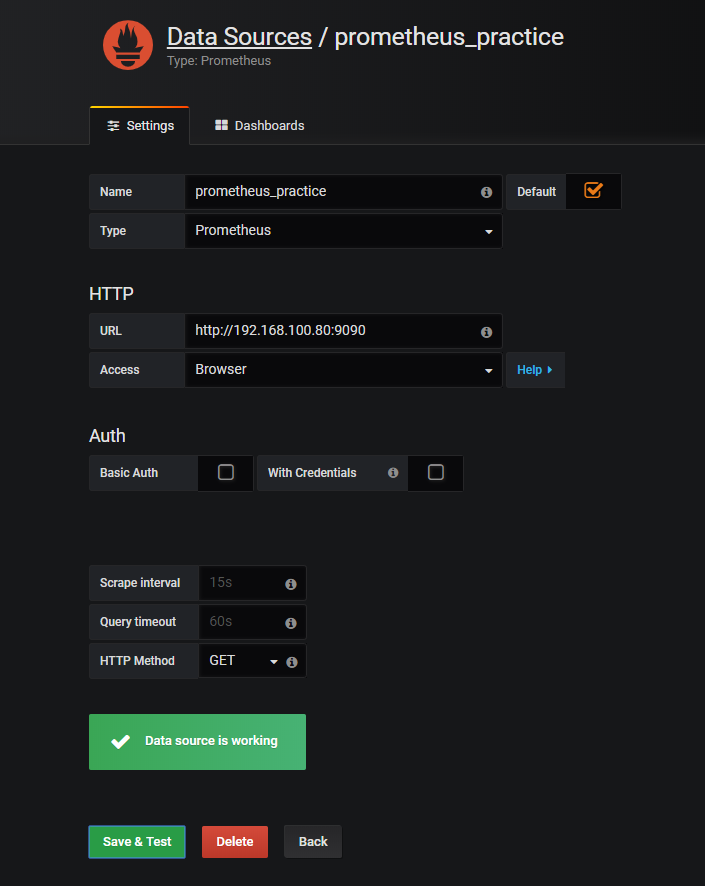 Data Sources / prometheus_practice
Type: Prometheus
Settings Dashboards
Name prometheus_practice Default
Type Prometheus
HTTP
URL http://192.168.100.80:9090
Access Browser Help
Auth
Basic Auth With Credentials
Scrape interval 15s
Query timeout 60s
HTTP Method GET
Data source is working
Save & Test Delete Back